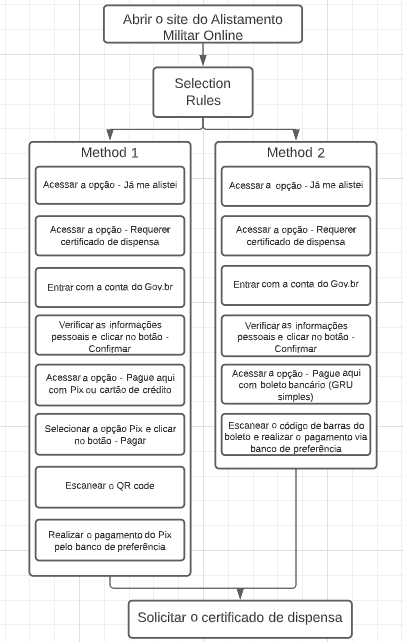 Abrir o site do Alistamento
Militar Online
Selection
Rules
Method 1
Acessar a opção - Já me alistei
Acessar a opção - Requerer
certificado de dispensa
Entrar com a conta do Gov.br
Verificar as informações
pessoais e clicar no botão -
Confirmar
Acessar a opção - Pague aqui
com Pix ou cartão de crédito
Selecionar a opção Pix e clicar
no botão - Pagar
Escanear o QR code
Realizar o pagamento do Pix
pelo banco de preferência
Method 2
Acessar a opção - Já me alistei
Acessar a opção - Requerer
certificado de dispensa
Entrar com a conta do Gov.br
Verificar as informações
pessoais e clicar no botão -
Confirmar
Acessar a opção - Pague aqui
com boleto bancário (GRU
simples)
Escanear o código de barras do
boleto e realizar o pagamento via
banco de preferência
Solicitar o certificado de dispensa